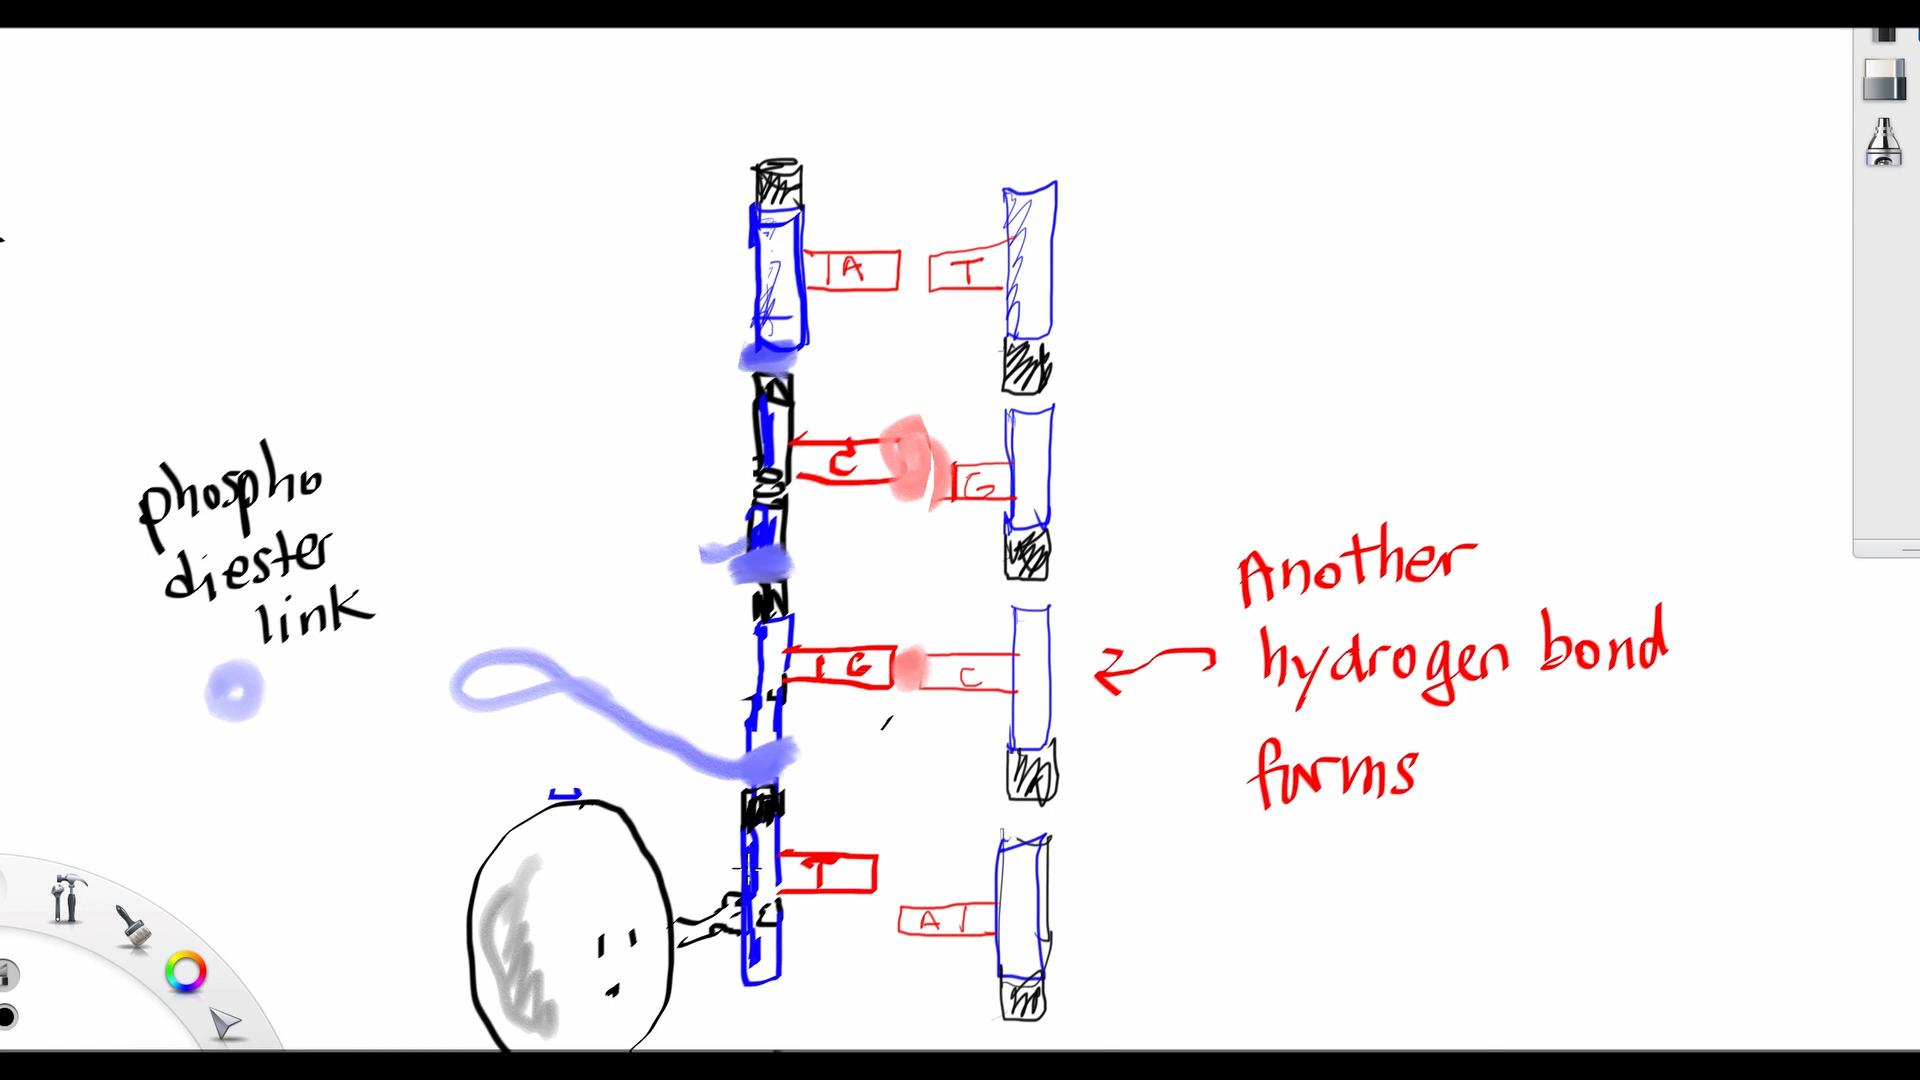 A T
C G
phospho
diester
link
G C
Another
hydrogen bond
forms
T A